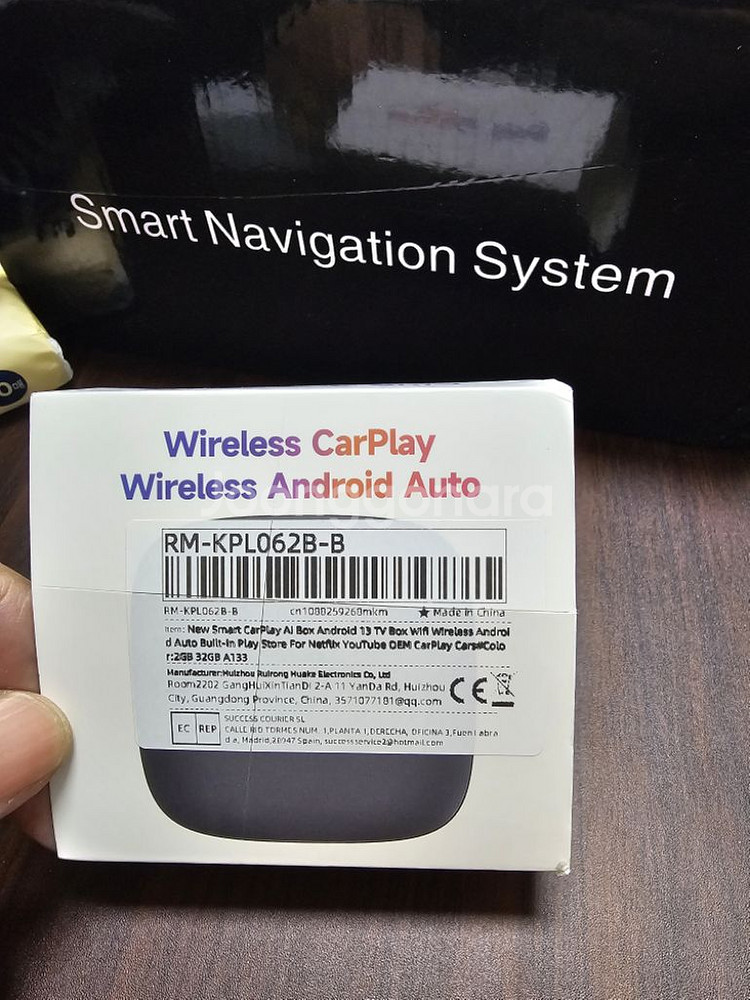 Smart Navigation System
Wireless CarPlay
Wireless Android Auto
Joonggonara
RM-KPL062B-B
RM-KPL062B-B cn1088259268mkm ★ Made in China
Item: New Smart CarPlay Ai Box Android 13 TV Box Wifi Wireless Androi
d Auto Built-in Play Store For Netflix YouTube OEM CarPlay Cars#Colo
r:2GB 32GB A133
Manufacturer:Huizhou Ruirong Huake Electronics Co, Ltd
Room2202 GangHuiXinTianDi 2-A 11 YanDa Rd, Huizhou
City, Guangdong Province, China, 3571077181@qq.com
CE
EC REP
SUCCESS COURIER SL
CALLE RIO TORMES NUM. 1,PLANTA 1,DERECHA, OFICINA 3,Fuenlabra
da, Madrid,28947 Spain, successservice2@hotmail.com